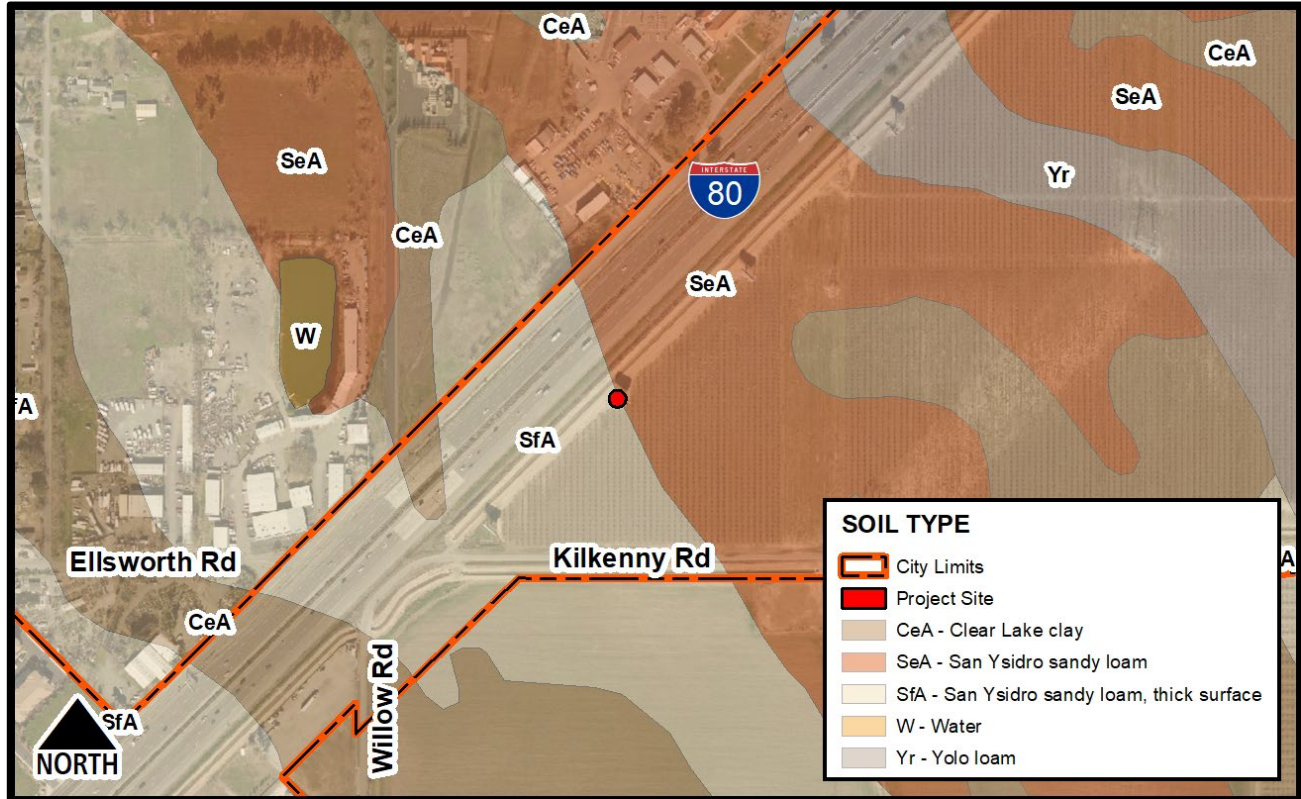 CeA
CeA
SeA
SeA
Yr
CeA
INTERSTATE
80
SeA
W
SfA
SfA
Ellsworth Rd
Kilkenny Rd
CeA
Willow Rd
SfA
NORTH
SOIL TYPE
City Limits
Project Site
CeA - Clear Lake clay
SeA - San Ysidro sandy loam
SfA - San Ysidro sandy loam, thick surface
W - Water
Yr - Yolo loam